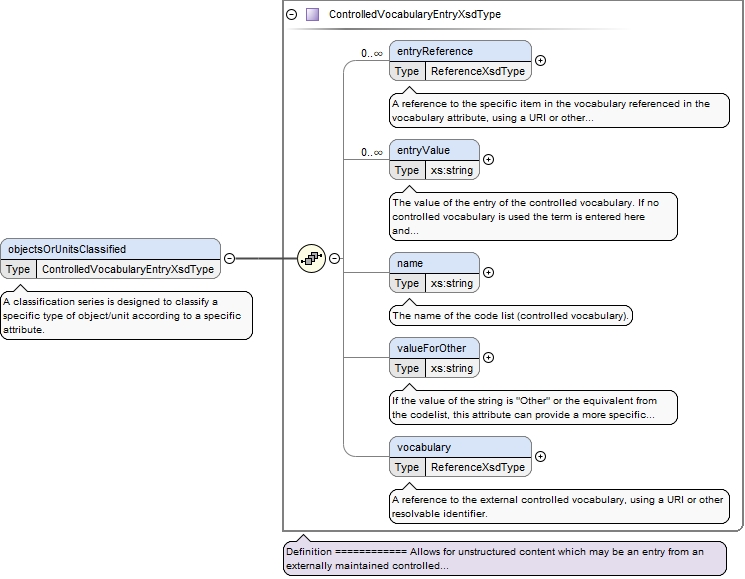 ControlledVocabularyEntryXsdType
0..∞
entryReference
Type ReferenceXsdType
A reference to the specific item in the vocabulary referenced in the
vocabulary attribute, using a URI or other...
0..∞
entryValue
Type xs:string
The value of the entry of the controlled vocabulary. If no
controlled vocabulary is used the term is entered here
and...
objectsOrUnitsClassified
Type ControlledVocabularyEntryXsdType
A classification series is designed to classify a
specific type of object/unit according to a specific
attribute.
name
Type xs:string
The name of the code list (controlled vocabulary).
valueForOther
Type xs:string
If the value of the string is "Other" or the equivalent from
the codelist, this attribute can provide a more specific...
vocabulary
Type ReferenceXsdType
A reference to the external controlled vocabulary, using a URI or other
resolvable identifier.
Definition ============ Allows for unstructured content which may be an entry from an
externally maintained controlled...